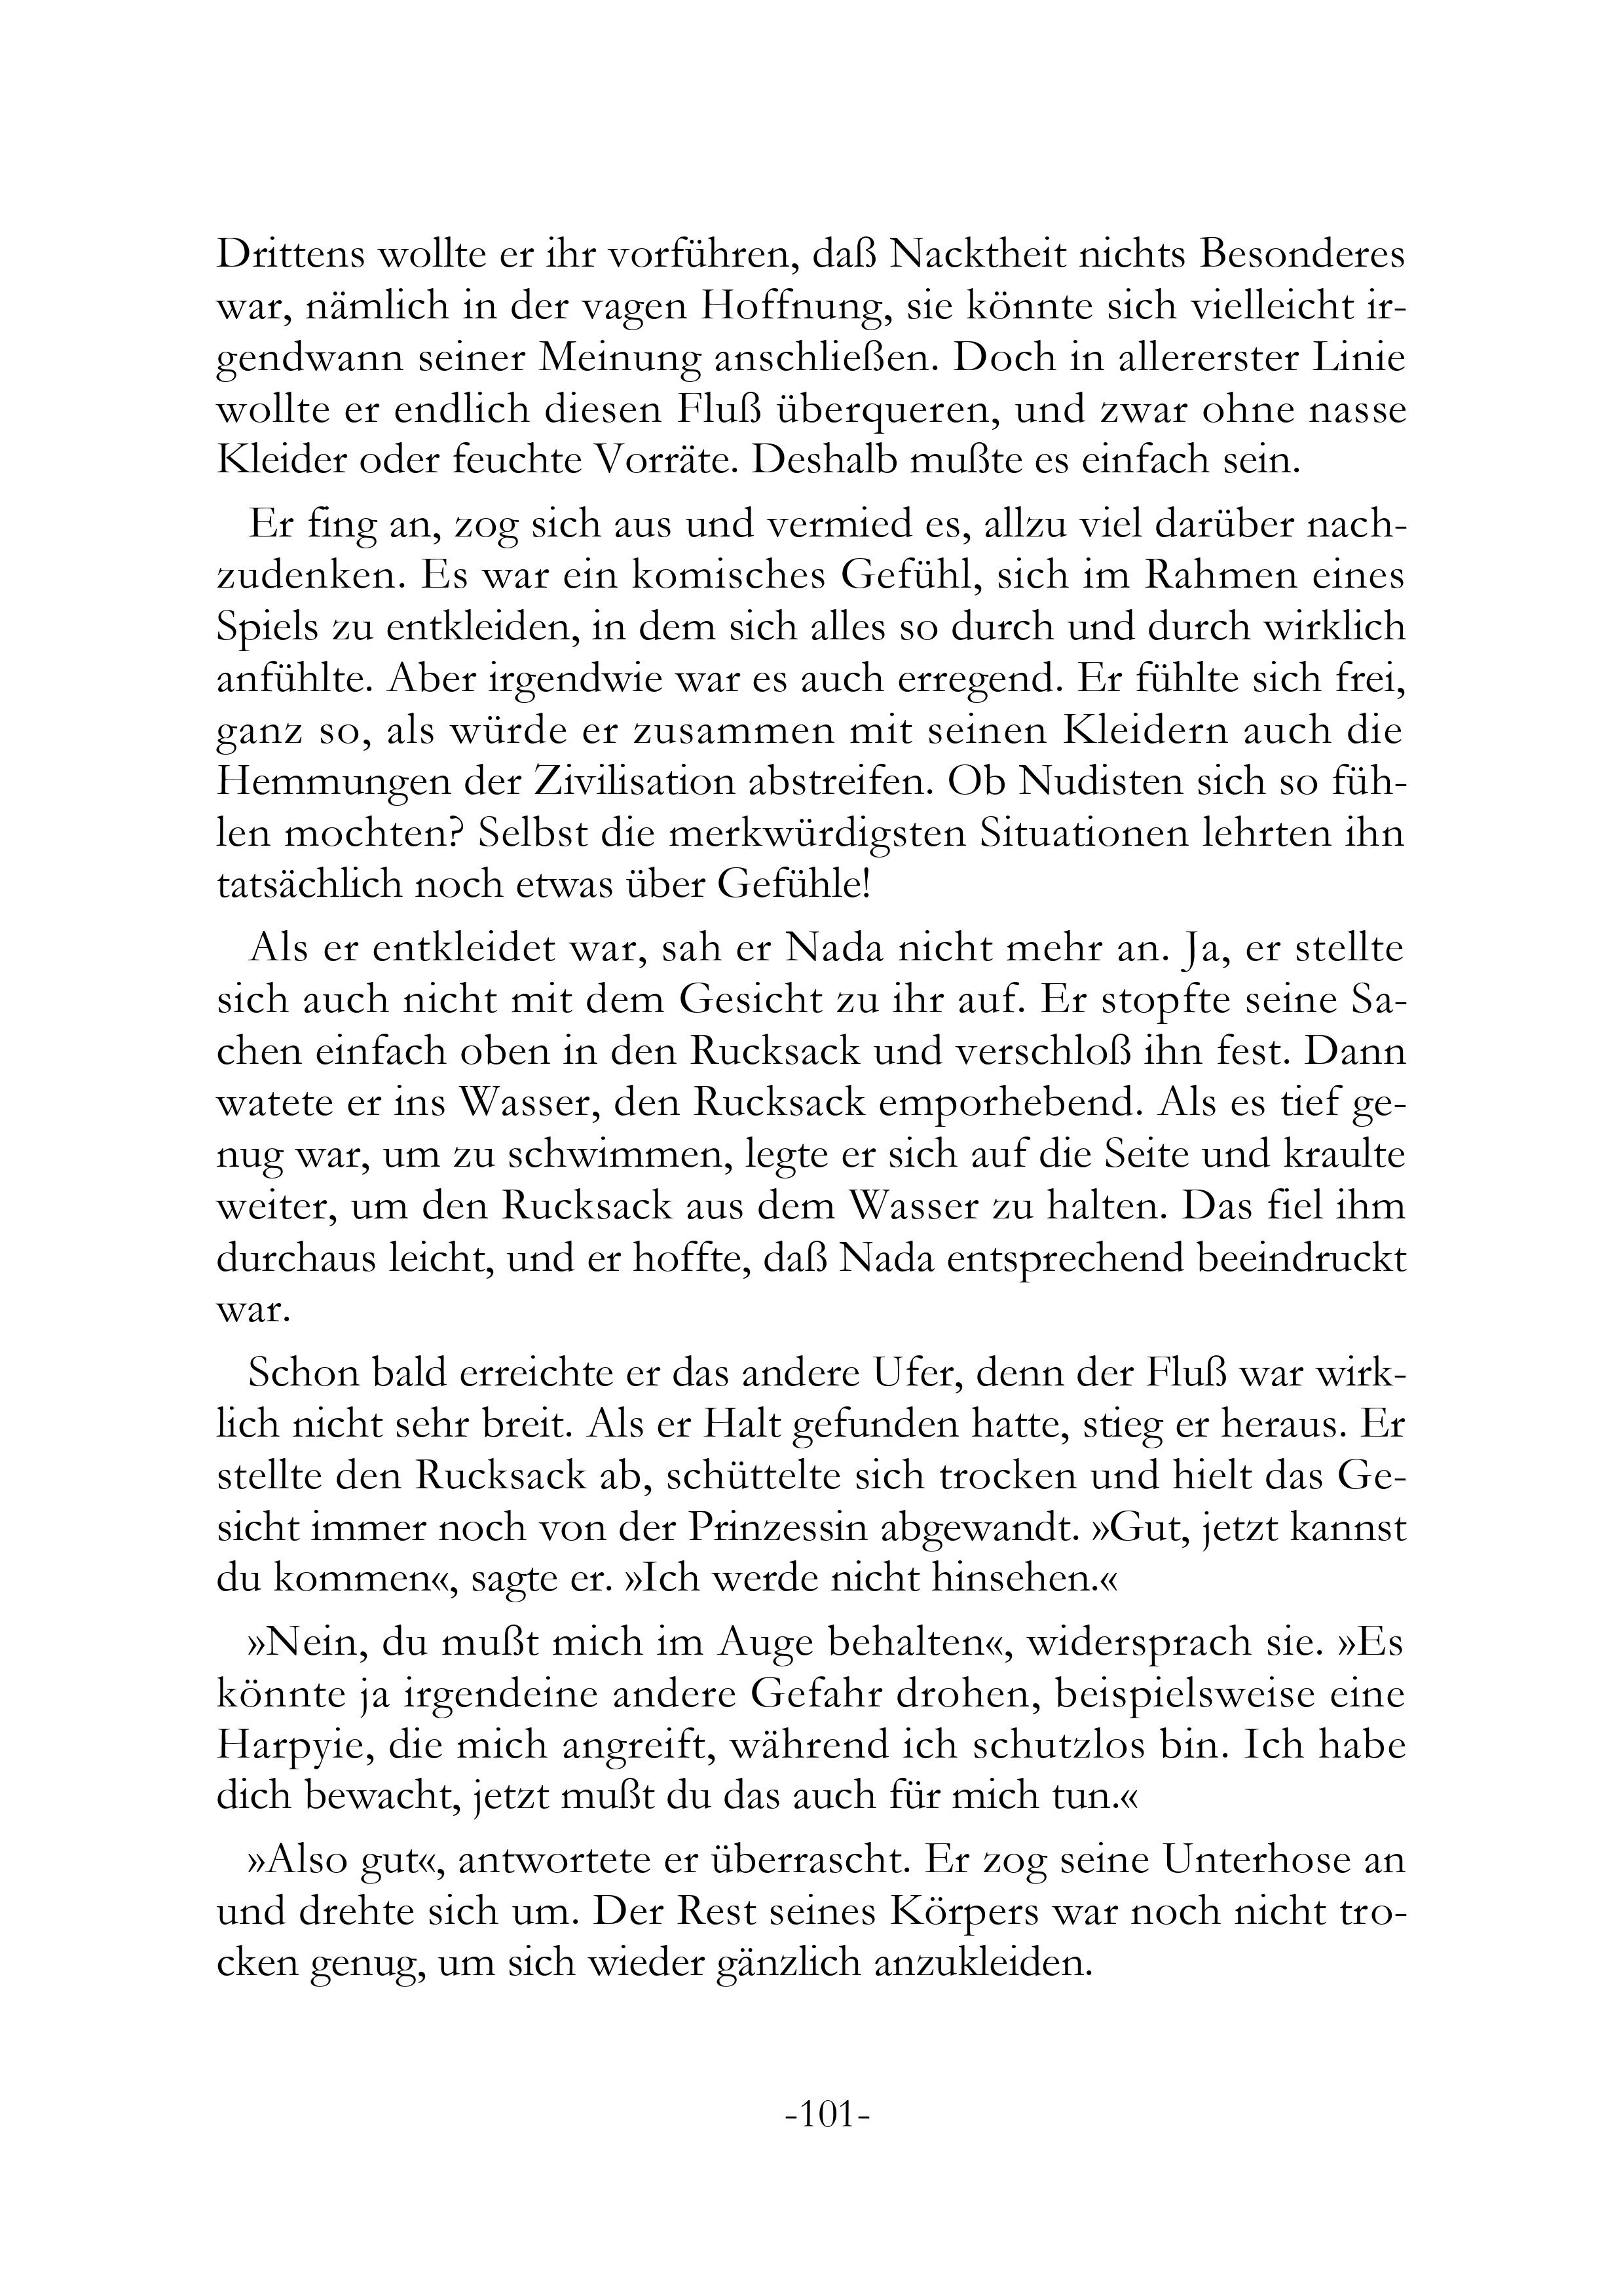 Drittens wollte er ihr vorführen, daß Nacktheit nichts Besonderes
war, nämlich in der vagen Hoffnung, sie könnte sich vielleicht ir-
gendwann seiner Meinung anschließen. Doch in allererster Linie
wollte er endlich diesen Fluß überqueren, und zwar ohne nasse
Kleider oder feuchte Vorräte. Deshalb mußte es einfach sein.
Er fing an, zog sich aus und vermied es, allzu viel darüber nach-
zudenken. Es war ein komisches Gefühl, sich im Rahmen eines
Spiels zu entkleiden, in dem sich alles so durch und durch wirklich
anfühlte. Aber irgendwie war es auch erregend. Er fühlte sich frei,
ganz so, als würde er zusammen mit seinen Kleidern auch die
Hemmungen der Zivilisation abstreifen. Ob Nudisten sich so füh-
len mochten? Selbst die merkwürdigsten Situationen lehrten ihn
tatsächlich noch etwas über Gefühle!
Als er entkleidet war, sah er Nada nicht mehr an. Ja, er stellte
sich auch nicht mit dem Gesicht zu ihr auf. Er stopfte seine Sa-
chen einfach oben in den Rucksack und verschloß ihn fest. Dann
watete er ins Wasser, den Rucksack emporhebend. Als es tief ge-
nug war, um zu schwimmen, legte er sich auf die Seite und kraulte
weiter, um den Rucksack aus dem Wasser zu halten. Das fiel ihm
durchaus leicht, und er hoffte, daß Nada entsprechend beeindruckt
war.
Schon bald erreichte er das andere Ufer, denn der Fluß war wirk-
lich nicht sehr breit. Als er Halt gefunden hatte, stieg er heraus. Er
stellte den Rucksack ab, schüttelte sich trocken und hielt das Ge-
sicht immer noch von der Prinzessin abgewandt. »Gut, jetzt kannst
du kommen«, sagte er. »Ich werde nicht hinsehen.«
»Nein, du mußt mich im Auge behalten«, widersprach sie. »Es
könnte ja irgendeine andere Gefahr drohen, beispielsweise eine
Harpyie, die mich angreift, während ich schutzlos bin. Ich habe
dich bewacht, jetzt mußt du das auch für mich tun.«
»Also gut«, antwortete er überrascht. Er zog seine Unterhose an
und drehte sich um. Der Rest seines Körpers war noch nicht tro-
cken genug, um sich wieder gänzlich anzukleiden.
-101-